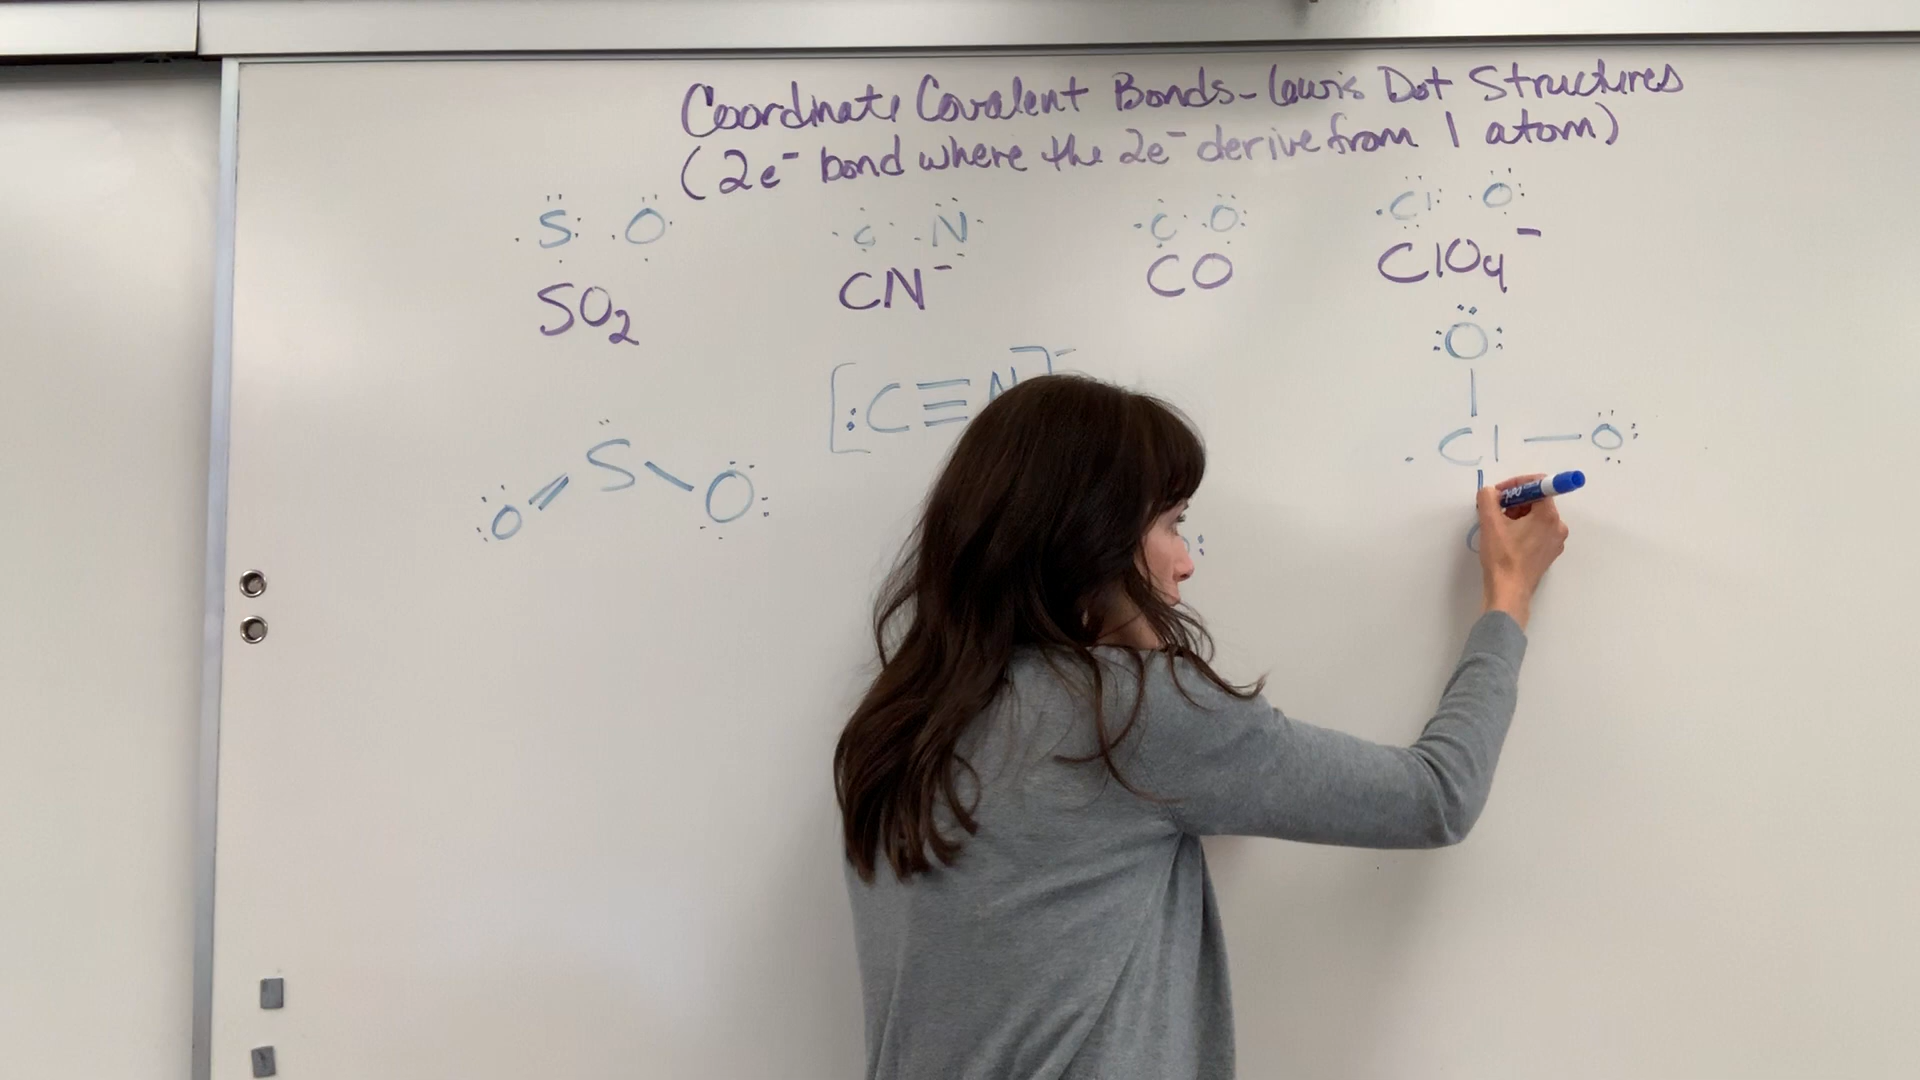 Coordinate Covalent Bonds - Lewis Dot Structures
(2e⁻ bond where the 2e⁻ derive from 1 atom)
S O C N C O Cl O
SO₂ CN⁻ CO ClO₄⁻
O
[:C≡N]⁻
Cl — O
O = S — O